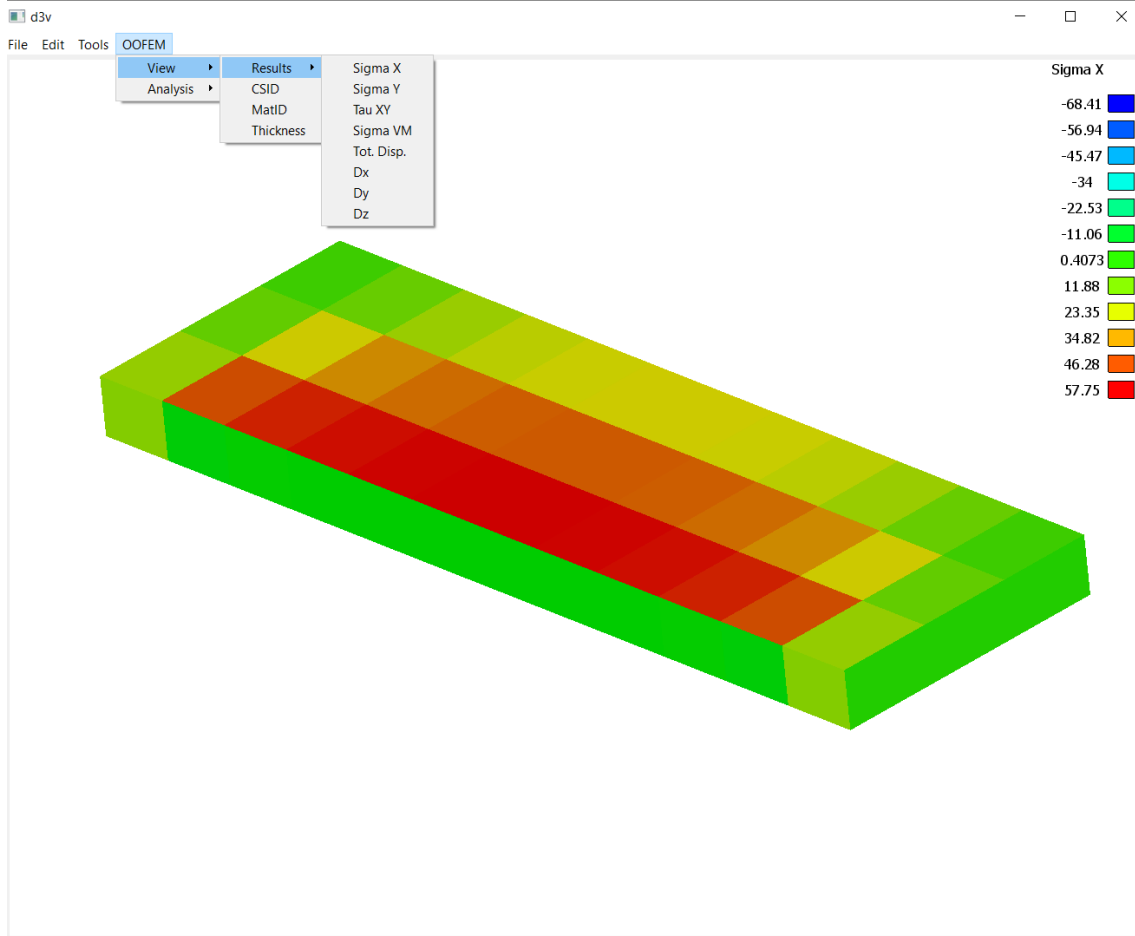 d3v
File Edit Tools OOFEM
View
Analysis
Results
CSID
MatID
Thickness
Sigma X
Sigma Y
Tau XY
Sigma VM
Tot. Disp.
Dx
Dy
Dz
Sigma X
-68.41
-56.94
-45.47
-34
-22.53
-11.06
0.4073
11.88
23.35
34.82
46.28
57.75